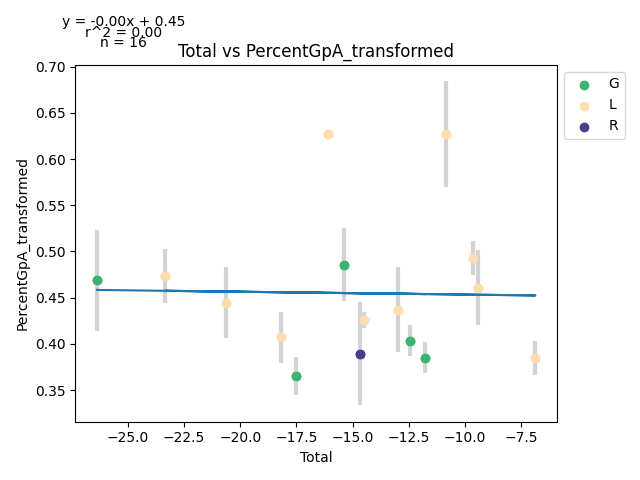 y = -0.00x + 0.45
r^2 = 0.00
n = 16
Total vs PercentGpA_transformed
G
L
R
PercentGpA_transformed
0.70
0.65
0.60
0.55
0.50
0.45
0.40
0.35
−25.0 −22.5 −20.0 −17.5 −15.0 −12.5 −10.0 −7.5
Total